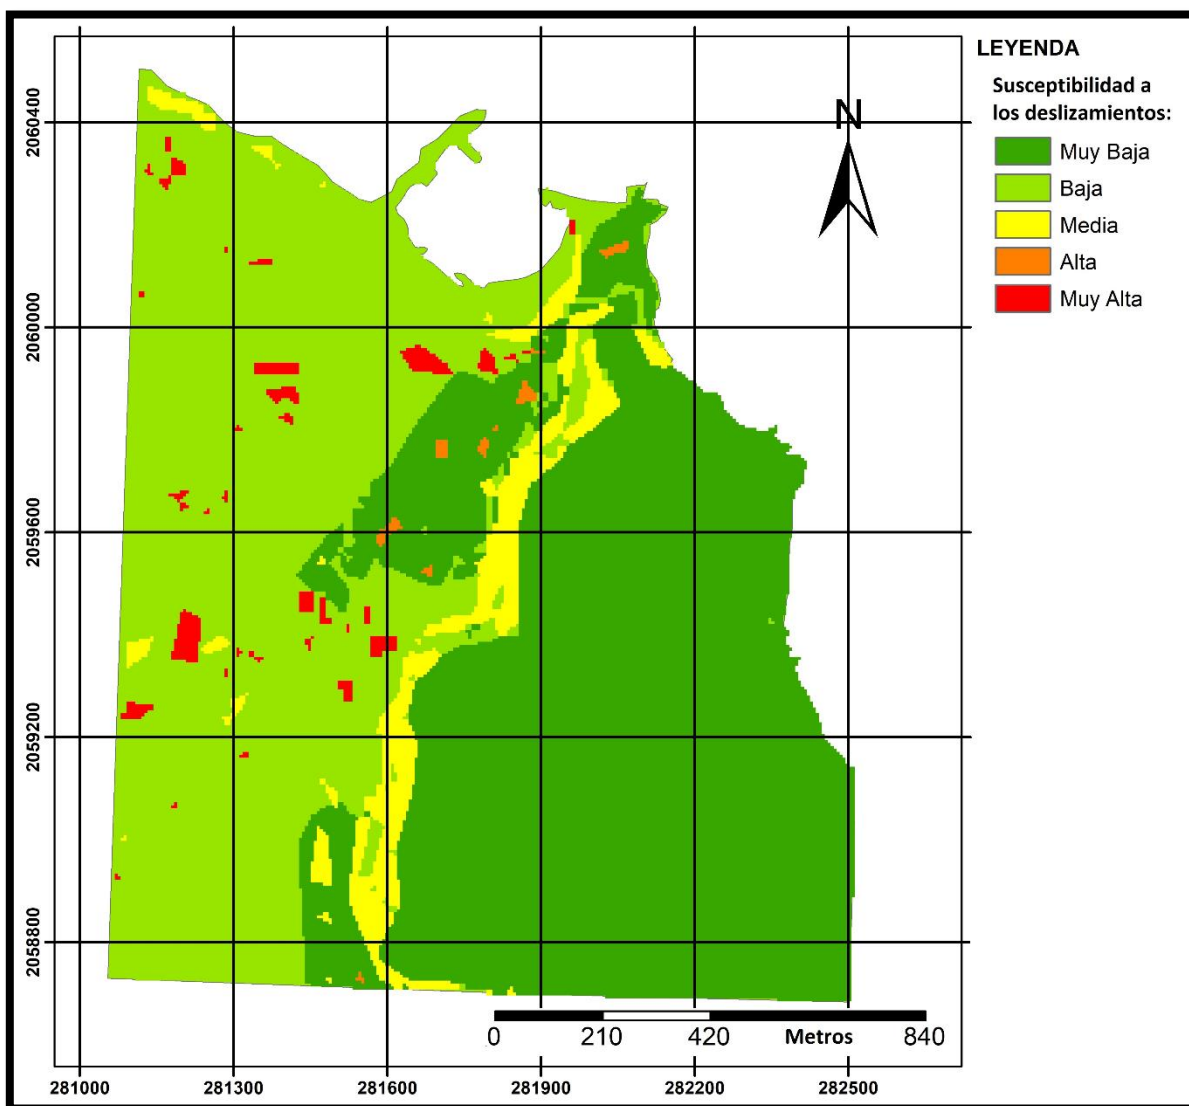 LEYENDA
Susceptibilidad a
los deslizamientos:
Muy Baja
Baja
Media
Alta
Muy Alta
N
2060400
2060000
2059600
2059200
2058800
0 210 420 Metros 840
281000 281300 281600 281900 282200 282500